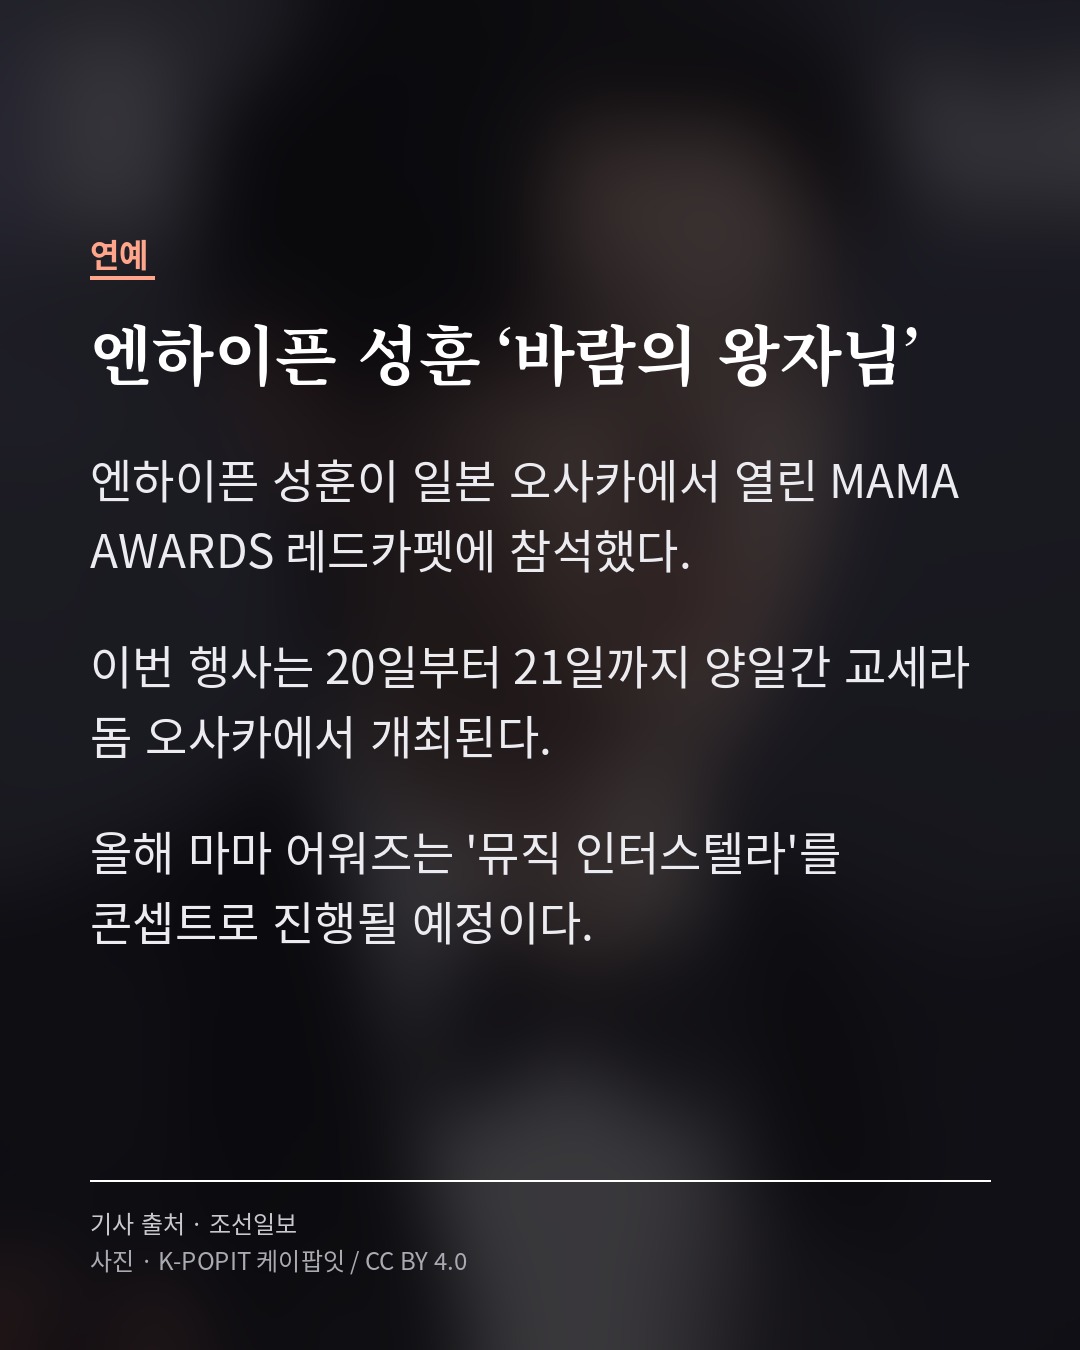 연예
엔하이픈 성훈 ‘바람의 왕자님’
엔하이픈 성훈이 일본 오사카에서 열린 MAMA
AWARDS 레드카펫에 참석했다.
이번 행사는 20일부터 21일까지 양일간 교세라
돔 오사카에서 개최된다.
올해 마마 어워즈는 '뮤직 인터스텔라'를
콘셉트로 진행될 예정이다.
기사 출처 · 조선일보
사진 · K-POPIT 케이팝잇 / CC BY 4.0